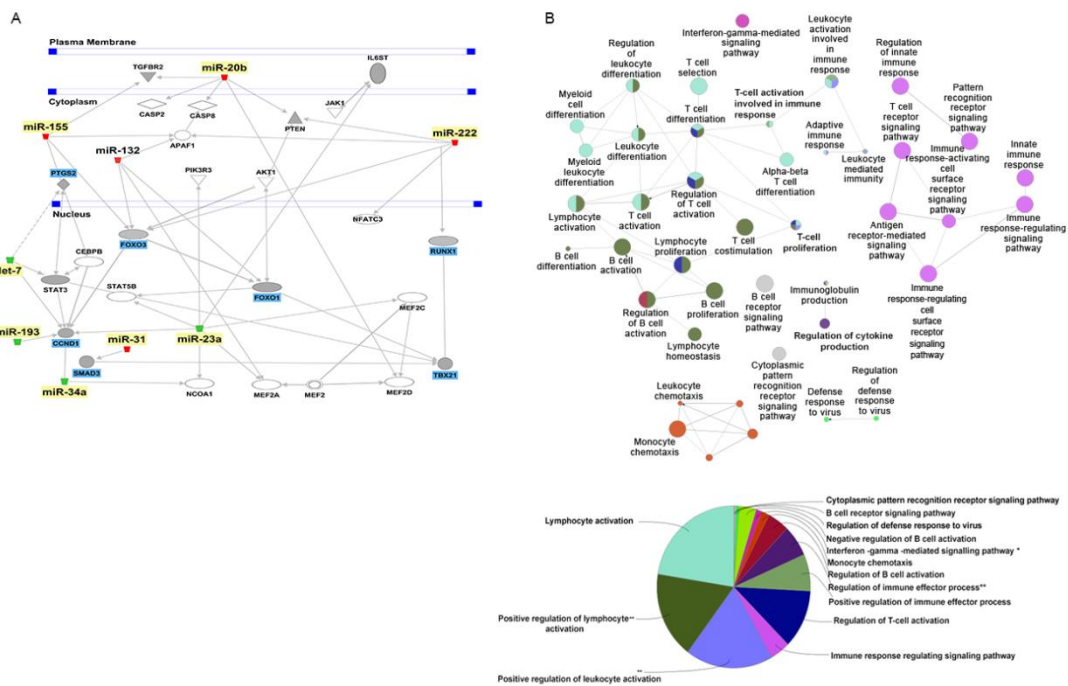 A
Plasma Membrane
TGFBR2
miR-20b
IL6ST
Cytoplasm
CASP2
CASP8
PTEN
JAK1
miR-155
miR-132
APAF1
miR-222
PTGS2
PIK3R3
AKT1
NFATC3
Nucleus
FOXO3
RUNX1
CEBPB
let-7
STAT3
STAT5B
FOXO1
MEF2C
miR-193
CCND1
miR-31
miR-23a
SMAD3
TBX21
miR-34a
NCOA1
MEF2A
MEF2
MEF2D
B
Interferon-gamma-mediated
signaling
pathway
Leukocyte
activation
involved in
immune
response
Regulation
of
leukocyte
differentiation
T cell
selection
Regulation
of innate
immune
response
Myeloid
cell
differentiation
T cell
differentiation
T-cell activation
involved in immune
response
T cell
receptor
signaling
pathway
Pattern
recognition
receptor
signaling
pathway
Myeloid
leukocyte
differentiation
Leukocyte
differentiation
Alpha-beta
T cell
differentiation
Adaptive
immune
response
Leukocyte
mediated
immunity
Immune
response-activating
cell
surface
receptor
signaling
pathway
Innate
immune
response
Lymphocyte
activation
T cell
activation
Regulation
of T cell
activation
T cell
costimulation
T-cell
proliferation
Antigen
receptor-mediated
signaling
pathway
Immune
response-regulating
signaling
pathway
B cell
differentiation
B cell
activation
Lymphocyte
proliferation
Regulation
of B cell
activation
B cell
proliferation
B cell
receptor
signaling
pathway
Immunoglobulin
production
Regulation of cytokine
production
Immune
response-regulating
cell
surface
receptor
signaling
pathway
Lymphocyte
homeostasis
Cytoplasmic
pattern
recognition
receptor
signaling
pathway
Leukocyte
chemotaxis
Monocyte
chemotaxis
Defense
response
to virus
Regulation
of
defense
response
to virus
Cytoplasmic pattern recognition receptor signaling pathway
B cell receptor signaling pathway
Regulation of defense response to virus
Negative regulation of B cell activation
Interferon -gamma -mediated signalling pathway *
Monocyte chemotaxis
Regulation of B cell activation
Regulation of immune effector process**
Positive regulation of immune effector process
Regulation of T-cell activation
Immune response regulating signaling pathway
Lymphocyte activation
Positive regulation of lymphocyte**
activation
**
Positive regulation of leukocyte activation